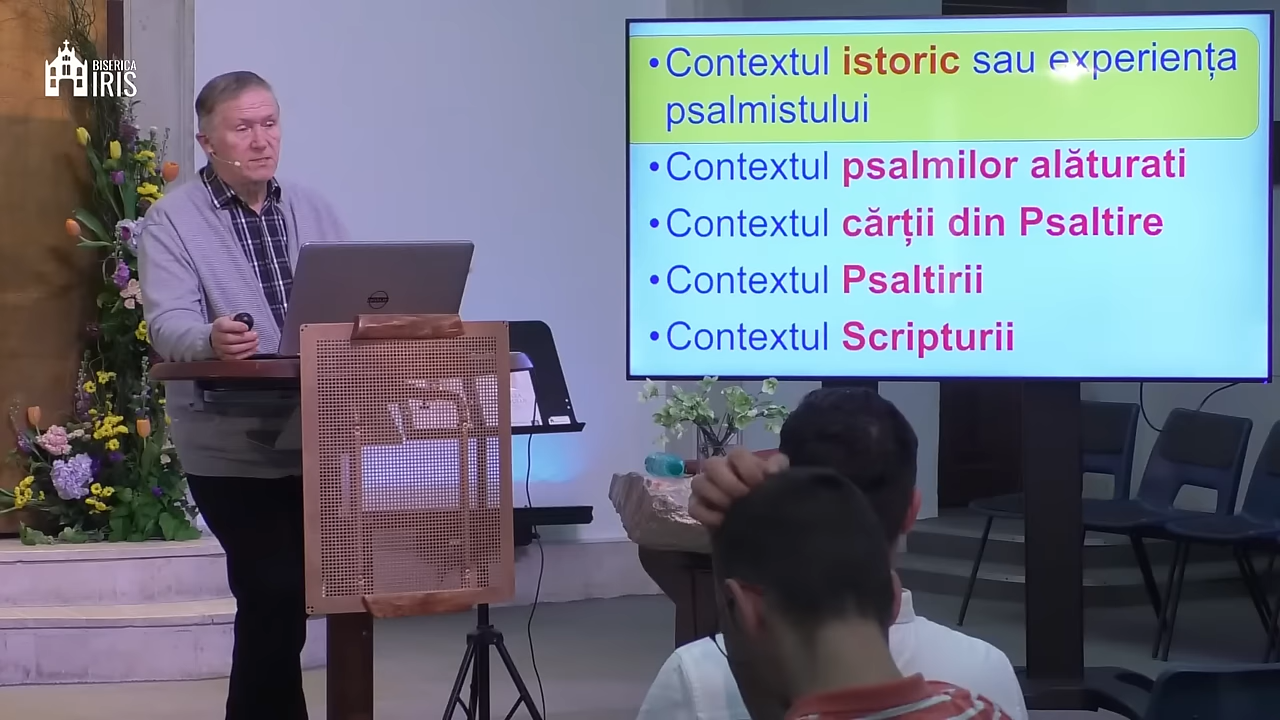 BISERICA
IRIS
•Contextul istoric sau experiența
psalmistului
•Contextul psalmilor alăturati
•Contextul cărții din Psaltire
•Contextul Psaltirii
•Contextul Scripturii